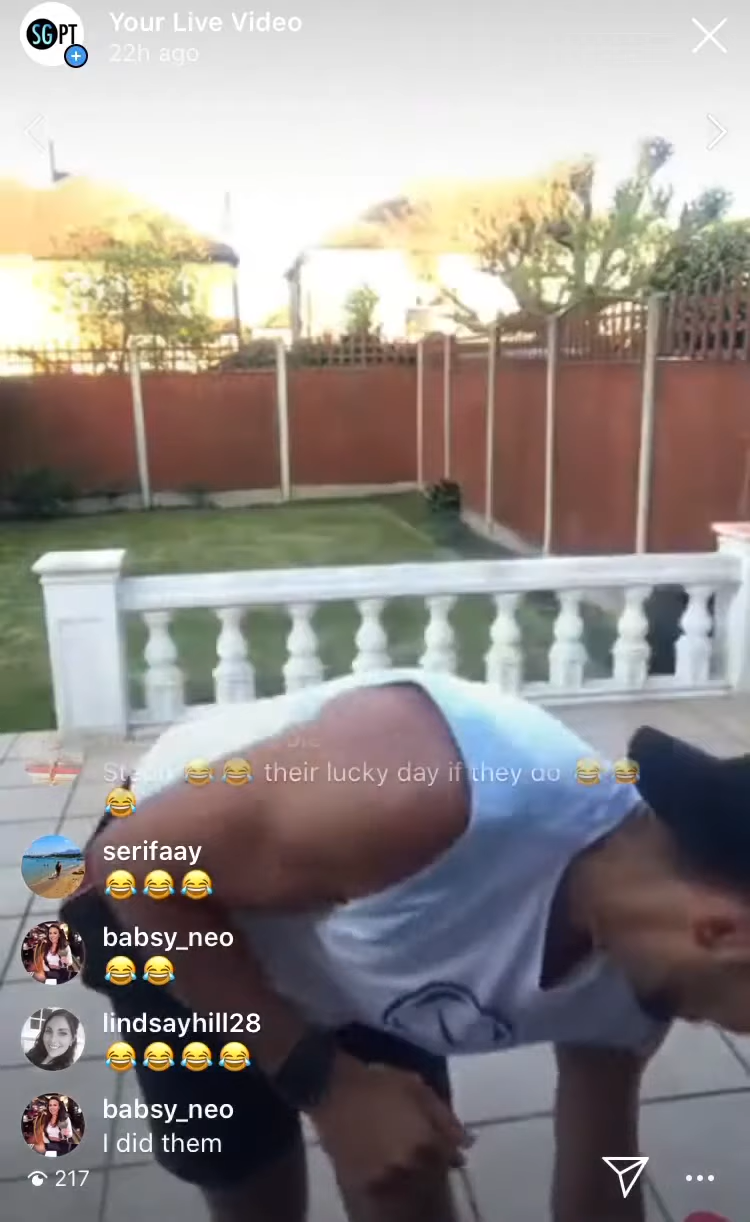 SGPT
Your Live Video
22h ago
😂😂 their lucky day if they do 😂😂
😂
serifaay
😂😂😂
babsy_neo
😂😂
lindsayhill28
😂😂😂😂
babsy_neo
I did them
217